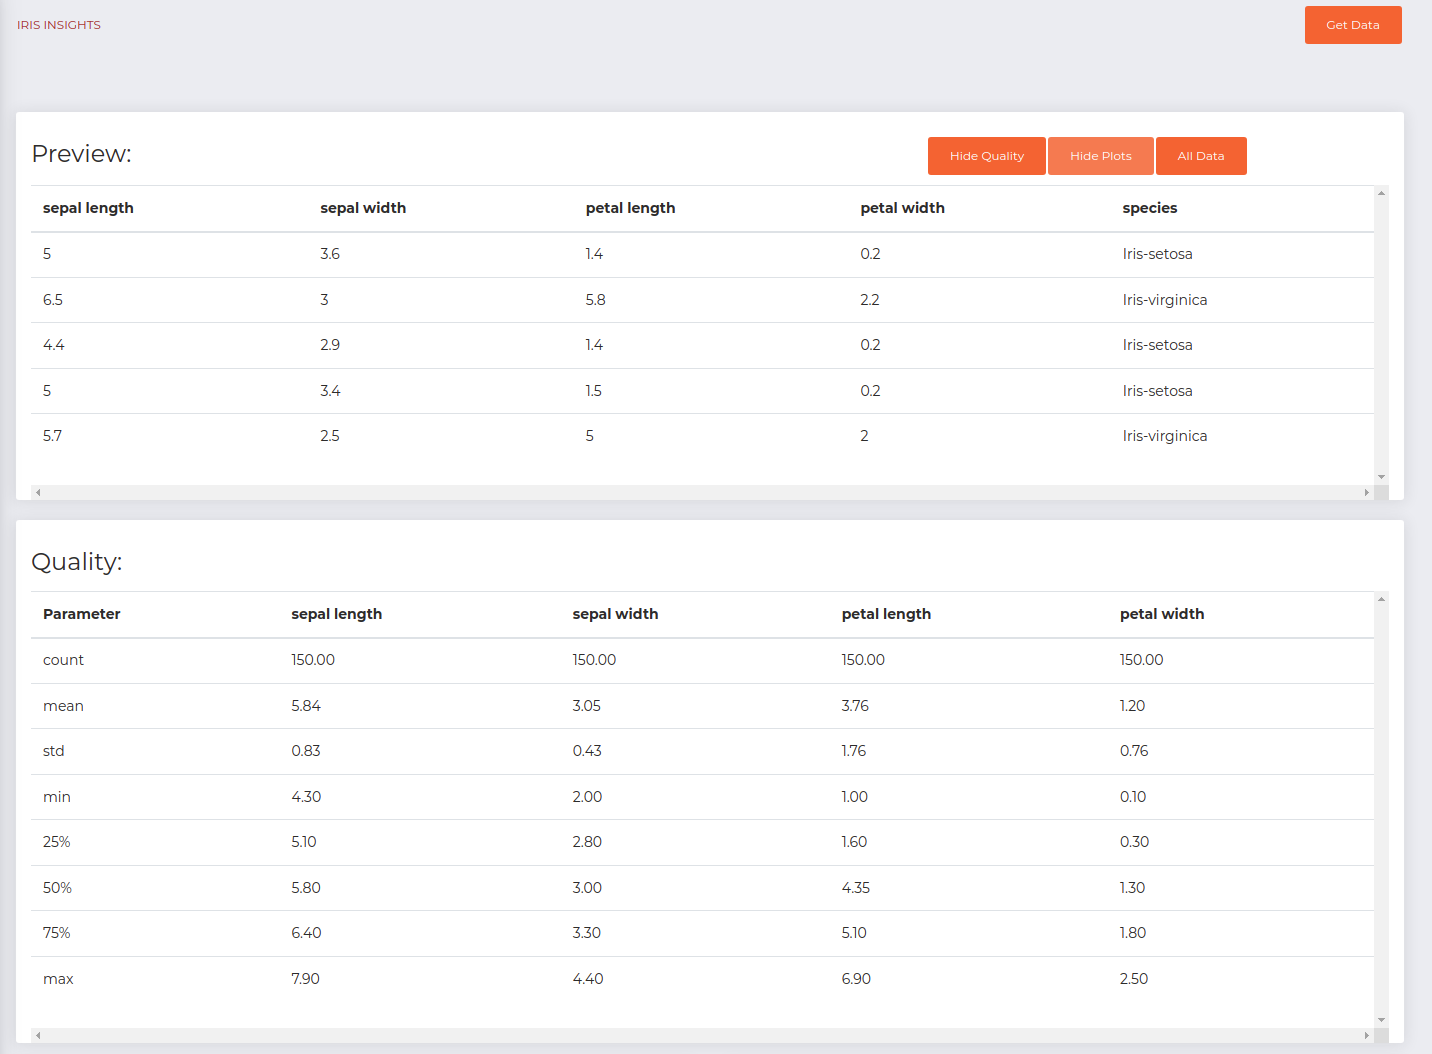 IRIS INSIGHTS Get Data
Preview: Hide Quality Hide Plots All Data
sepal length sepal width petal length petal width species
5 3.6 1.4 0.2 Iris-setosa
6.5 3 5.8 2.2 Iris-virginica
4.4 2.9 1.4 0.2 Iris-setosa
5 3.4 1.5 0.2 Iris-setosa
5.7 2.5 5 2 Iris-virginica
Quality:
Parameter sepal length sepal width petal length petal width
count 150.00 150.00 150.00 150.00
mean 5.84 3.05 3.76 1.20
std 0.83 0.43 1.76 0.76
min 4.30 2.00 1.00 0.10
25% 5.10 2.80 1.60 0.30
50% 5.80 3.00 4.35 1.30
75% 6.40 3.30 5.10 1.80
max 7.90 4.40 6.90 2.50